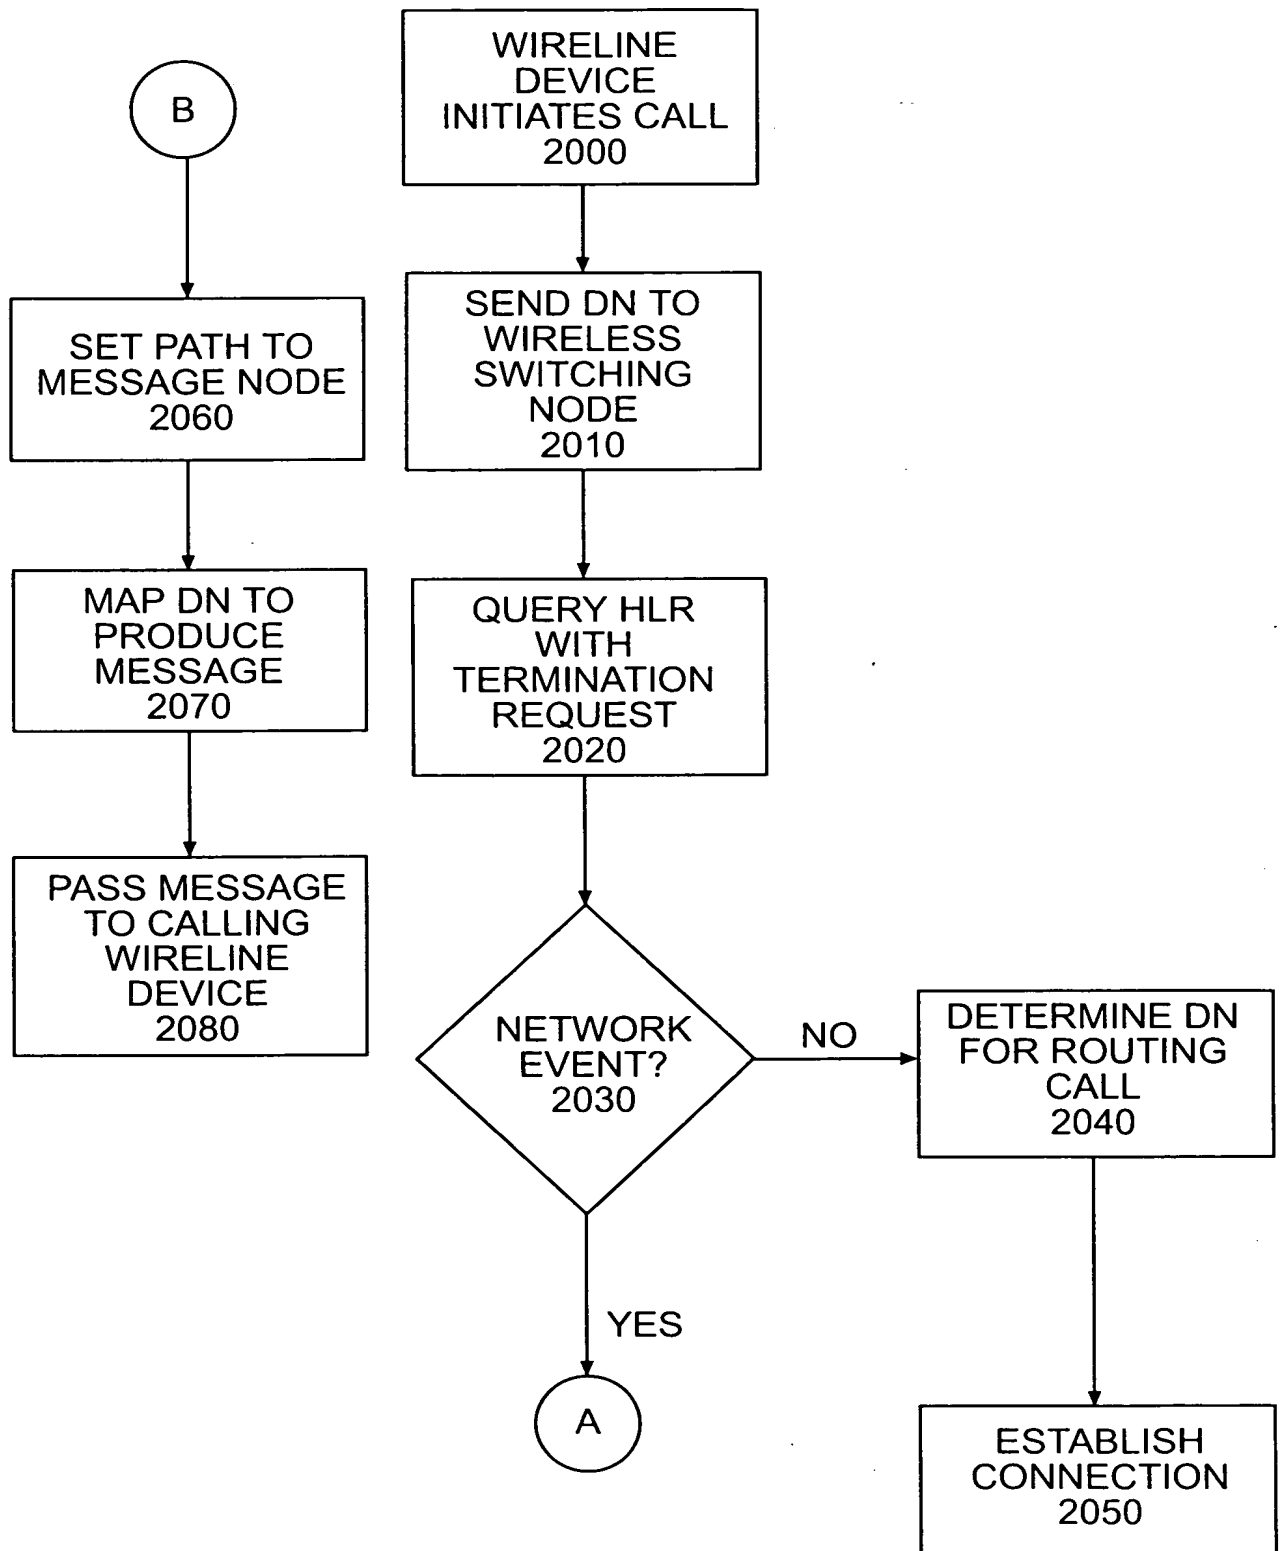 B
SET PATH TO
MESSAGE NODE
2060
MAP DN TO
PRODUCE
MESSAGE
2070
PASS MESSAGE
TO CALLING
WIRELINE
DEVICE
2080
WIRELINE
DEVICE
INITIATES CALL
2000
SEND DN TO
WIRELESS
SWITCHING
NODE
2010
QUERY HLR
WITH
TERMINATION
REQUEST
2020
NETWORK
EVENT?
2030
NO
YES
A
DETERMINE DN
FOR ROUTING
CALL
2040
ESTABLISH
CONNECTION
2050